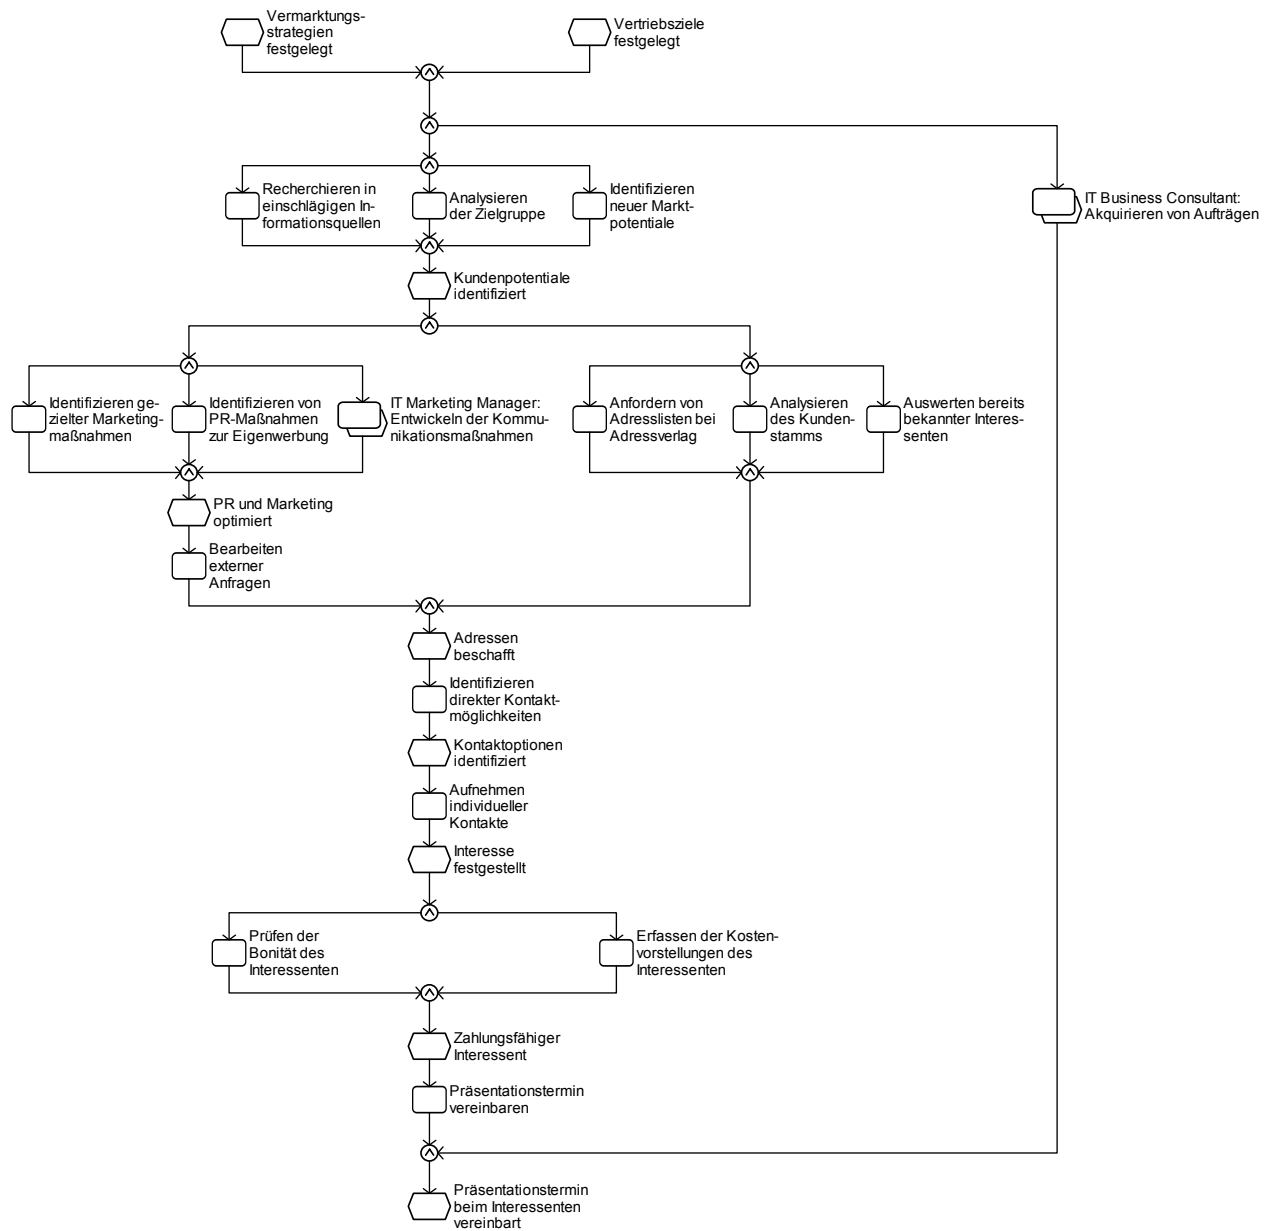 Vermarktungs-
strategien
festgelegt
Vertriebsziele
festgelegt
Recherchieren in
einschlägigen In-
formationsquellen
Analysieren
der Zielgruppe
Identifizieren
neuer Markt-
potentiale
IT Business Consultant:
Akquirieren von Aufträgen
Kundenpotentiale
identifiziert
Identifizieren ge-
zielter Marketing-
maßnahmen
Identifizieren von
PR-Maßnahmen
zur Eigenwerbung
IT Marketing Manager:
Entwickeln der Kommu-
nikationsmaßnahmen
Anfordern von
Adresslisten bei
Adressverlag
Analysieren
des Kunden-
stamms
Auswerten bereits
bekannter Interes-
senten
PR und Marketing
optimiert
Bearbeiten
externer
Anfragen
Adressen
beschafft
Identifizieren
direkter Kontakt-
möglichkeiten
Kontaktoptionen
identifiziert
Aufnehmen
individueller
Kontakte
Interesse
festgestellt
Prüfen der
Bonität des
Interessenten
Erfassen der Kosten-
vorstellungen des
Interessenten
Zahlungsfähiger
Interessent
Präsentationstermin
vereinbaren
Präsentationstermin
beim Interessenten
vereinbart